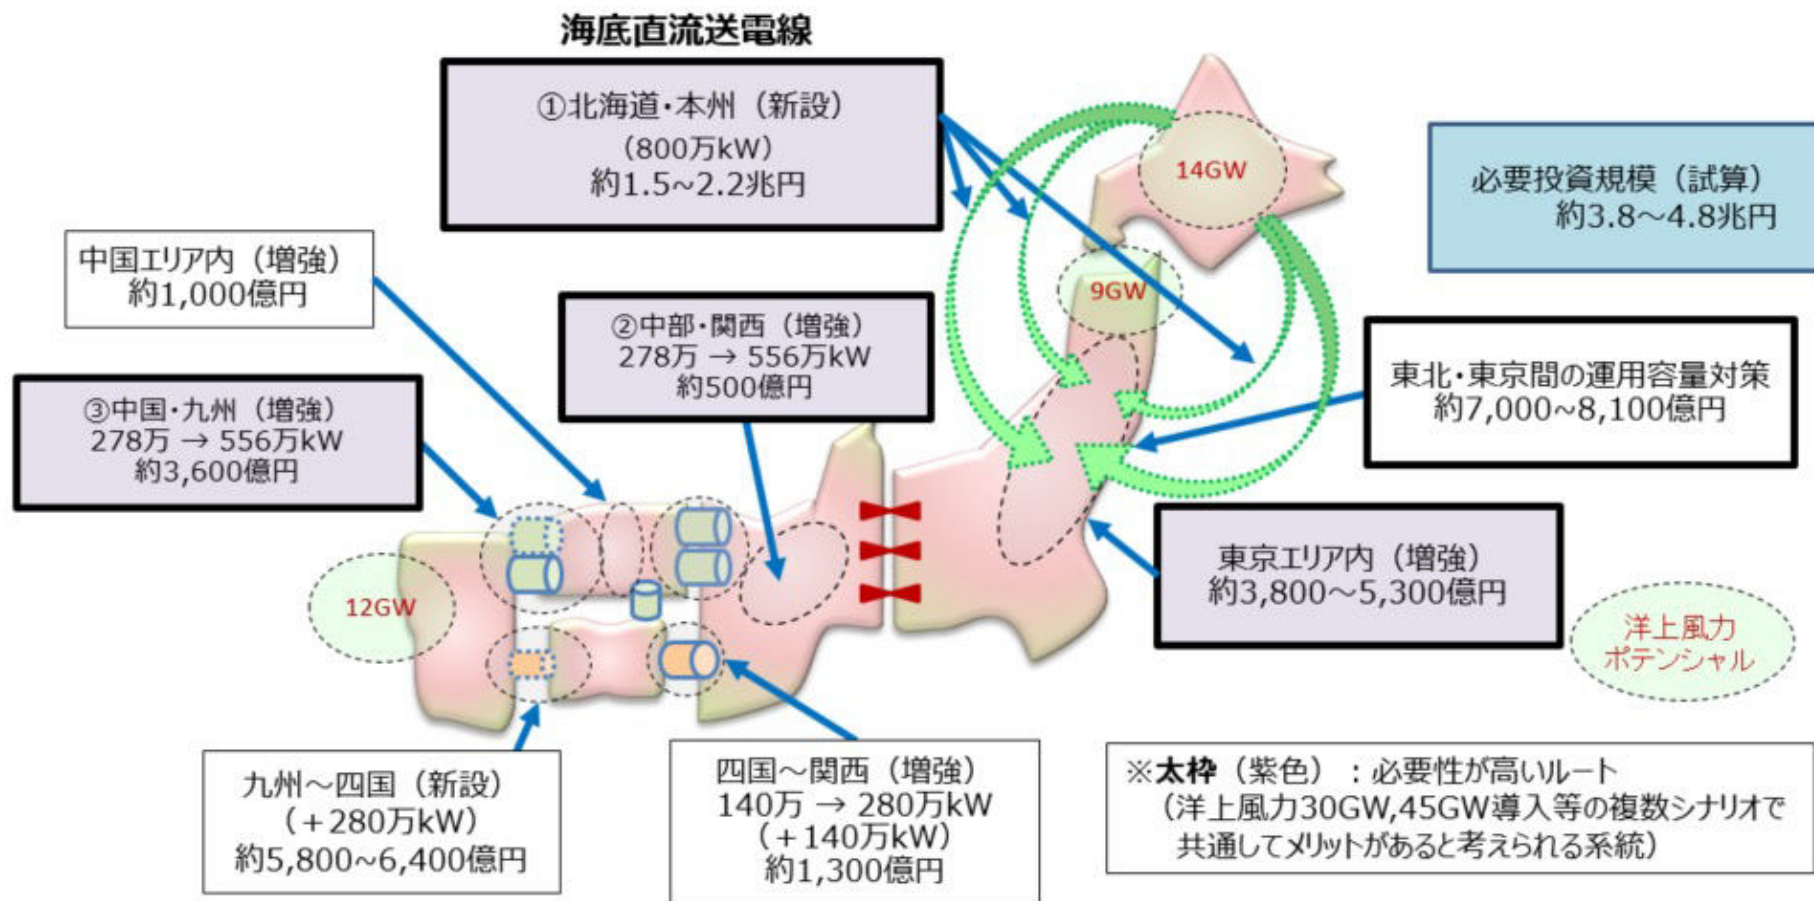 海底直流送電線
①北海道・本州（新設）
（800万kW）
約1.5~2.2兆円
14GW
必要投資規模（試算）
約3.8～4.8兆円
中国エリア内（増強）
約1,000億円
②中部・関西（増強）
278万 → 556万kW
約500億円
9GW
東北・東京間の運用容量対策
約7,000~8,100億円
③中国・九州（増強）
278万 → 556万kW
約3,600億円
東京エリア内（増強）
約3,800～5,300億円
12GW
洋上風力
ポテンシャル
九州～四国（新設）
（＋280万kW）
約5,800~6,400億円
四国～関西（増強）
140万 → 280万kW
（＋140万kW）
約1,300億円
※太枠（紫色）：必要性が高いルート
（洋上風力30GW,45GW導入等の複数シナリオで
共通してメリットがあると考えられる系統）